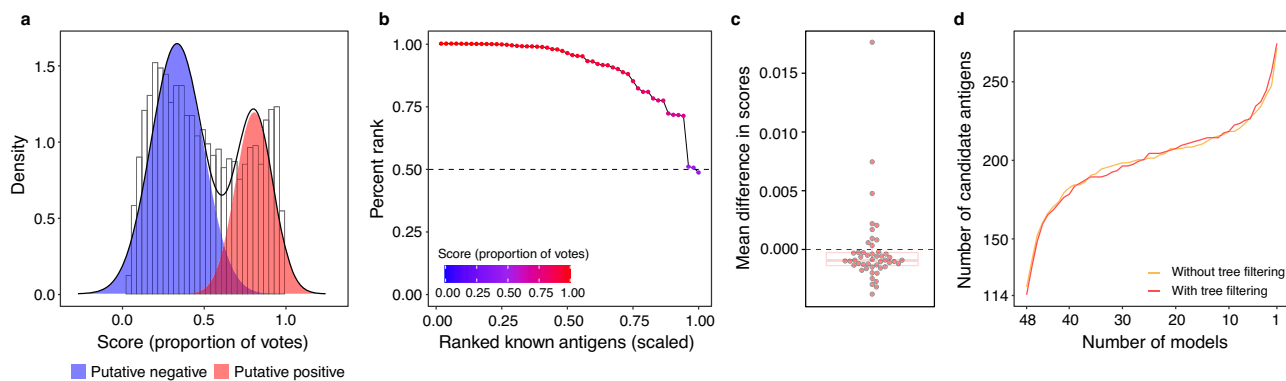 a
Density
1.5
1.0
0.5
0.0
0.0 0.5 1.0
Score (proportion of votes)
Putative negative Putative positive
b
Percent rank
1.00
0.75
0.50
0.25
0.00
Score (proportion of votes)
0.00 0.25 0.50 0.75 1.00
0.00 0.25 0.50 0.75 1.00
Ranked known antigens (scaled)
c
Mean difference in scores
0.015
0.010
0.005
0.000
d
Number of candidate antigens
250
200
150
114
Without tree filtering
With tree filtering
48 40 30 20 10 1
Number of models